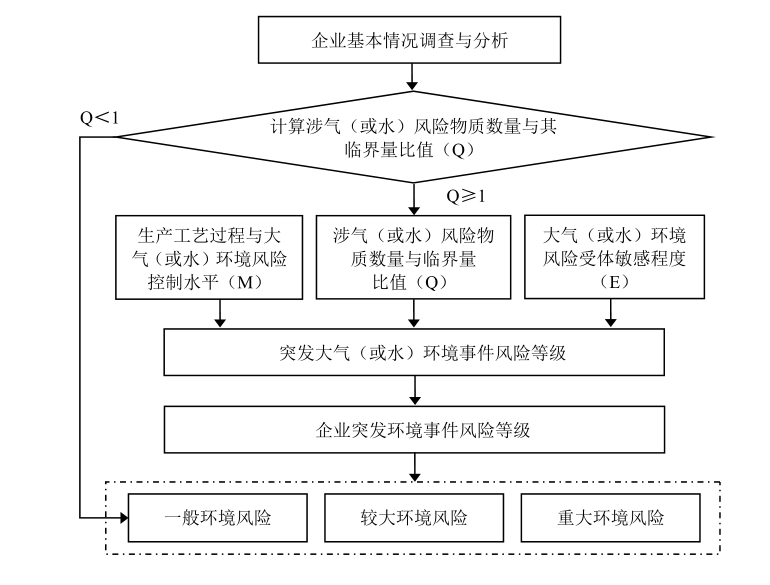 企业基本情况调查与分析
Q＜1
计算涉气（或水）风险物质数量与其
临界量比值（Q）
Q≥1
生产工艺过程与大
气（或水）环境风险
控制水平（M）
涉气（或水）风险物
质数量与临界量
比值（Q）
大气（或水）环境
风险受体敏感程度
（E）
突发大气（或水）环境事件风险等级
企业突发环境事件风险等级
一般环境风险
较大环境风险
重大环境风险